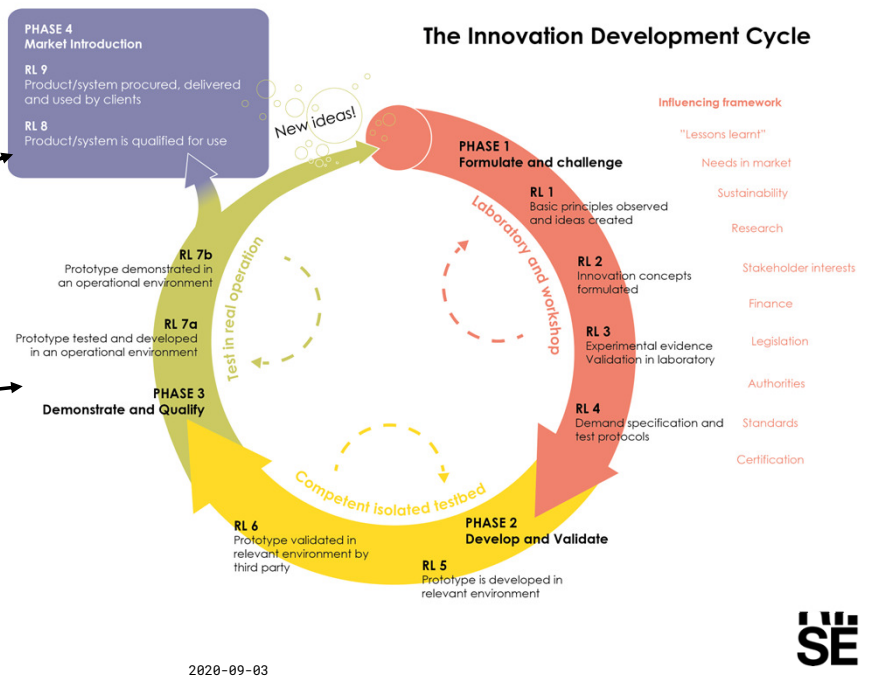 The Innovation Development Cycle
PHASE 4
Market Introduction
RL 9
Product/system procured, delivered
and used by clients
RL 8
Product/system is qualified for use
New ideas!
PHASE 1
Formulate and challenge
RL 1
Basic principles observed
and ideas created
RL 2
Innovation concepts
formulated
RL 3
Experimental evidence
Validation in laboratory
RL 4
Demand specification and
test protocols
Laboratory and workshop
Influencing framework
"Lessons learnt"
Needs in market
Sustainability
Research
Stakeholder interests
Finance
Legislation
Authorities
Standards
Certification
PHASE 2
Develop and Validate
RL 5
Prototype is developed in
relevant environment
RL 6
Prototype validated in
relevant environment by
third party
Competent isolated testbed
PHASE 3
Demonstrate and Qualify
RL 7a
Prototype tested and developed
in an operational environment
RL 7b
Prototype demonstrated in
an operational environment
Test in real operation
SE
2020-09-03